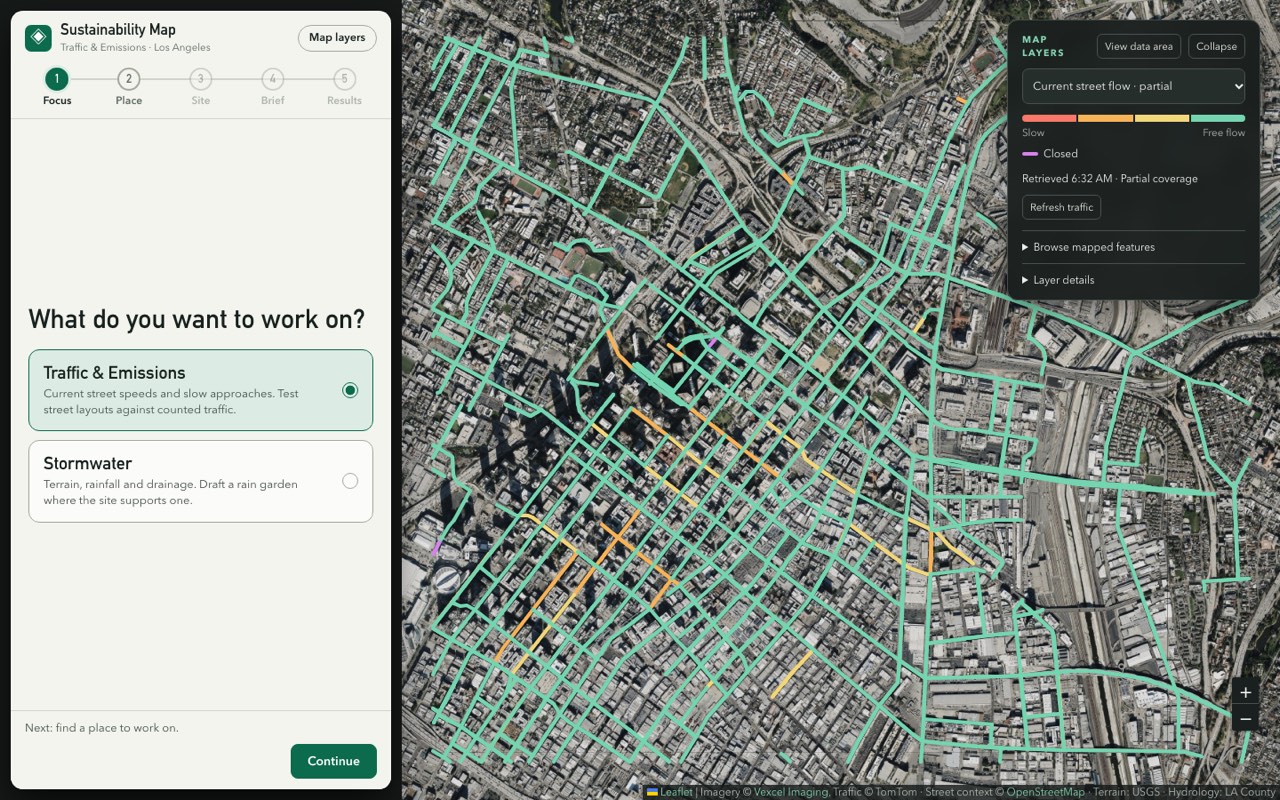 Sustainability Map
Traffic & Emissions · Los Angeles
Map layers
1
2
3
4
5
Focus
Place
Site
Brief
Results
What do you want to work on?
Traffic & Emissions
Current street speeds and slow approaches. Test
street layouts against counted traffic.
Stormwater
Terrain, rainfall and drainage. Draft a rain garden
where the site supports one.
Next: find a place to work on.
Continue
MAP
LAYERS
View data area
Collapse
Current street flow · partial
Slow
Free flow
Closed
Retrieved 6:32 AM · Partial coverage
Refresh traffic
Browse mapped features
Layer details
+
−
Leaflet | Imagery © Vexcel Imaging, Traffic © TomTom · Street context © OpenStreetMap · Terrain: USGS · Hydrology: LA County